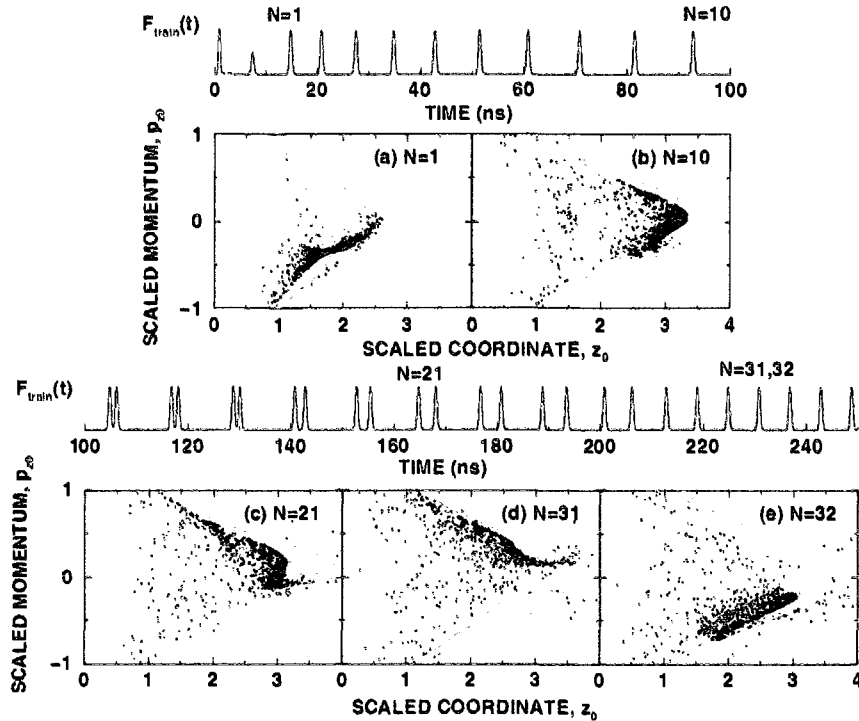 F_train(t)
N=1
N=10
0 20 40 60 80 100
TIME (ns)
SCALED MOMENTUM, p_z0
1
0
−1
(a) N=1
(b) N=10
0 1 2 3 0 1 2 3 4
SCALED COORDINATE, z_0
F_train(t)
N=21
N=31,32
100 120 140 160 180 200 220 240
TIME (ns)
SCALED MOMENTUM, p_z0
1
0
−1
(c) N=21
(d) N=31
(e) N=32
0 1 2 3 0 1 2 3 0 1 2 3 4
SCALED COORDINATE, z_0